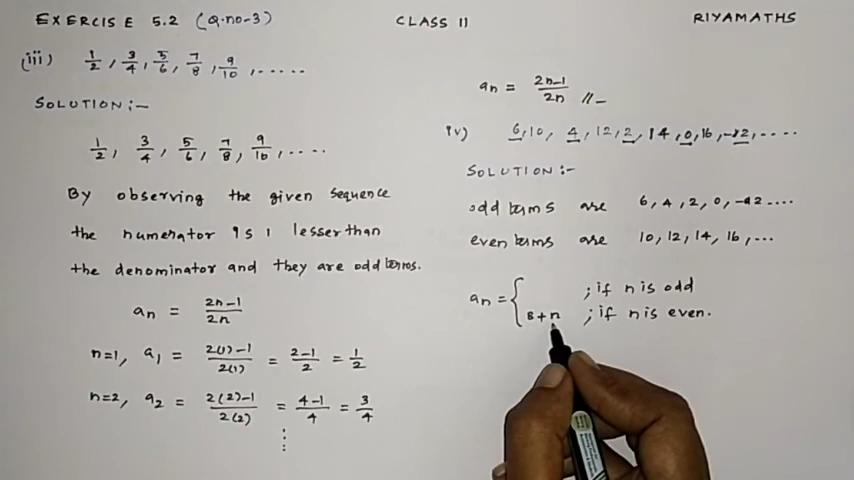 EXERCISE 5.2 (Q.no-3) CLASS 11 RIYAMATHS
(iii) 1/2, 3/4, 5/6, 7/8, 9/10, .....
SOLUTION:-
1/2, 3/4, 5/6, 7/8, 9/10, ....
By observing the given sequence
the numerator is 1 lesser than
the denominator and they are odd terms.
an = 2n-1/2n
n=1, a1 = 2(1)-1/2(1) = 2-1/2 = 1/2
n=2, a2 = 2(2)-1/2(2) = 4-1/4 = 3/4
⋮
an = 2n-1/2n //
iv) 6, 10, 4, 12, 2, 14, 0, 16, -2, ....
SOLUTION:-
odd terms are 6, 4, 2, 0, -2 ....
even terms are 10, 12, 14, 16, ...
an = { ; if n is odd
8+n ; if n is even.